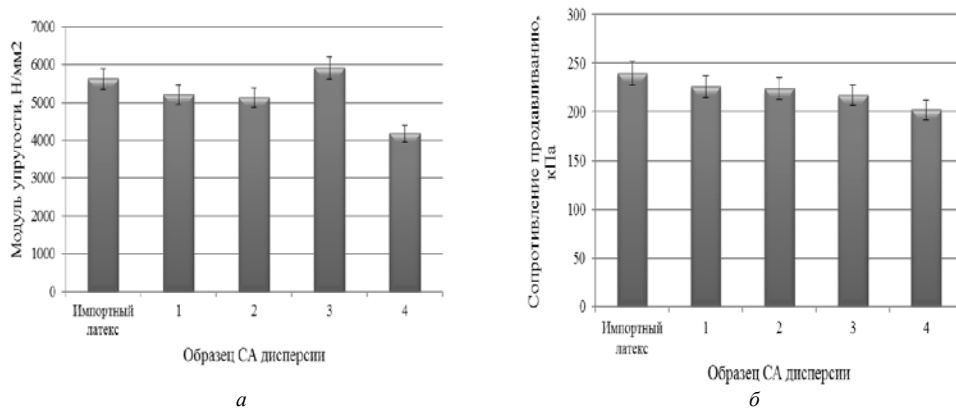 Модуль упругости, Н/мм2
7000
6000
5000
4000
3000
2000
1000
0
Импортный 1 2 3 4
латекс
Образец СА дисперсии
а
Сопротивление продавливанию,
кПа
300
250
200
150
100
50
0
Импортный 1 2 3 4
латекс
Образец СА дисперсии
б